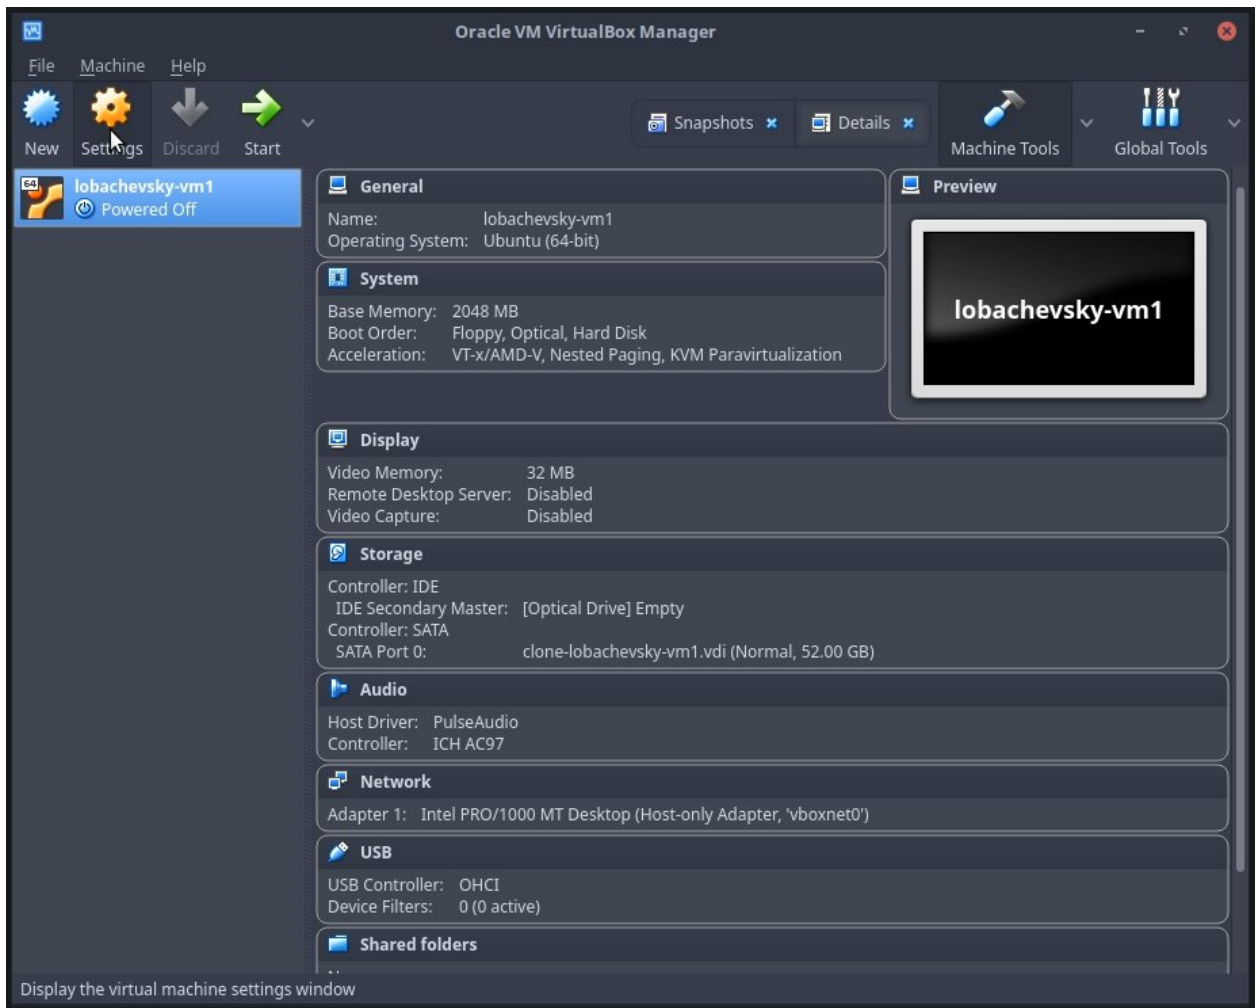 Oracle VM VirtualBox Manager
File Machine Help
New Settings Discard Start
Snapshots Details
Machine Tools Global Tools
64
lobachevsky-vm1
Powered Off
General
Name: lobachevsky-vm1
Operating System: Ubuntu (64-bit)
System
Base Memory: 2048 MB
Boot Order: Floppy, Optical, Hard Disk
Acceleration: VT-x/AMD-V, Nested Paging, KVM Paravirtualization
Preview
lobachevsky-vm1
Display
Video Memory: 32 MB
Remote Desktop Server: Disabled
Video Capture: Disabled
Storage
Controller: IDE
IDE Secondary Master: [Optical Drive] Empty
Controller: SATA
SATA Port 0: clone-lobachevsky-vm1.vdi (Normal, 52.00 GB)
Audio
Host Driver: PulseAudio
Controller: ICH AC97
Network
Adapter 1: Intel PRO/1000 MT Desktop (Host-only Adapter, 'vboxnet0')
USB
USB Controller: OHCI
Device Filters: 0 (0 active)
Shared folders
Display the virtual machine settings window